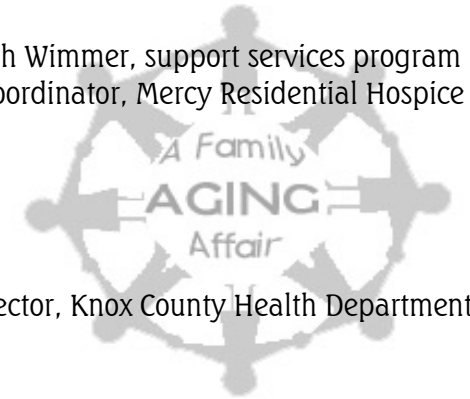 h Wimmer, support services program
oordinator, Mercy Residential Hospice
A Family
AGING
Affair
ector, Knox County Health Department